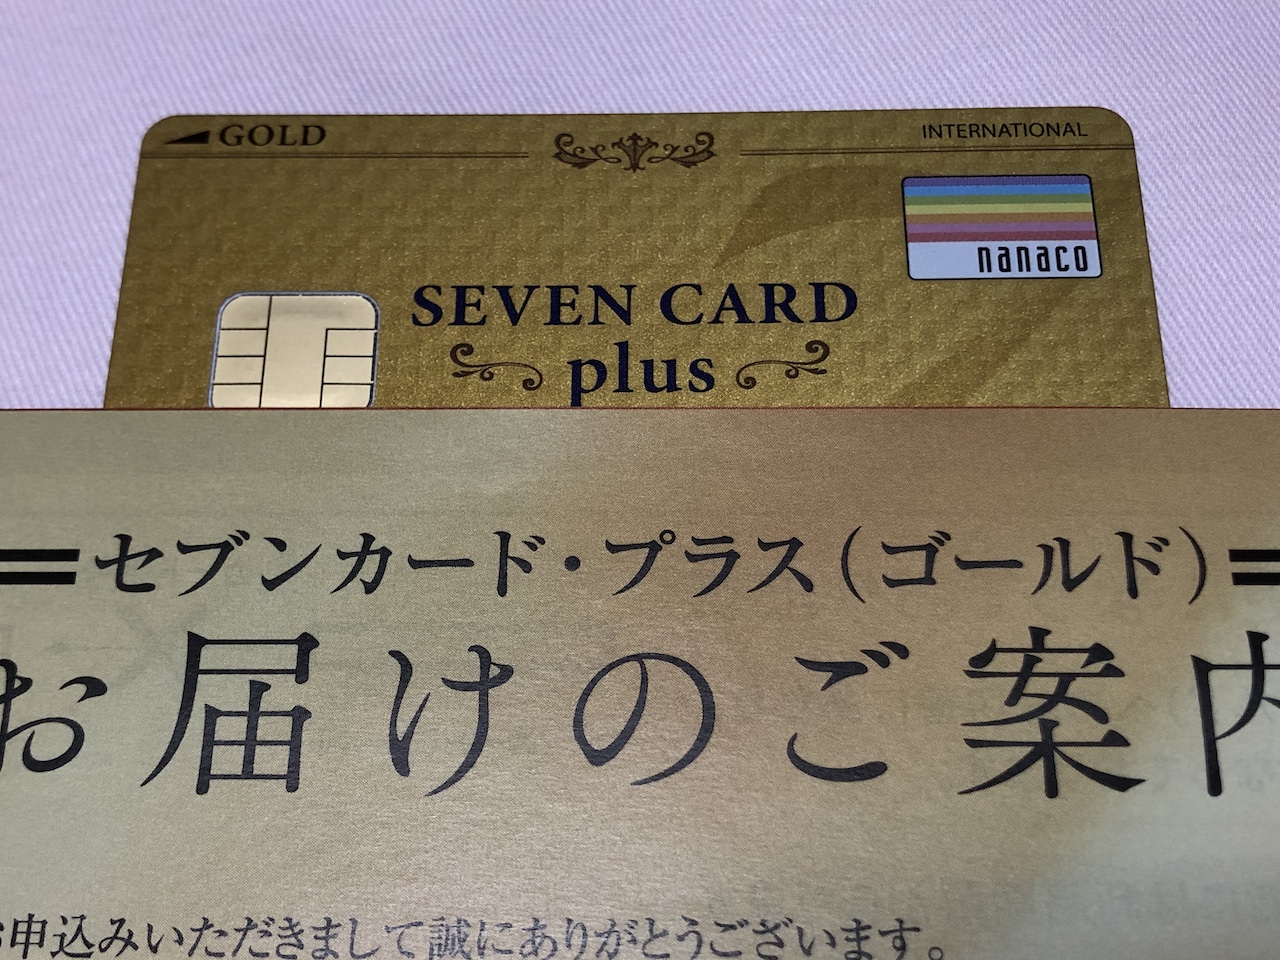 GOLD
INTERNATIONAL
nanaco
SEVEN CARD
plus
セブンカード・プラス（ゴールド）
お届けのご案内
お申込みいただきまして誠にありがとうございます。